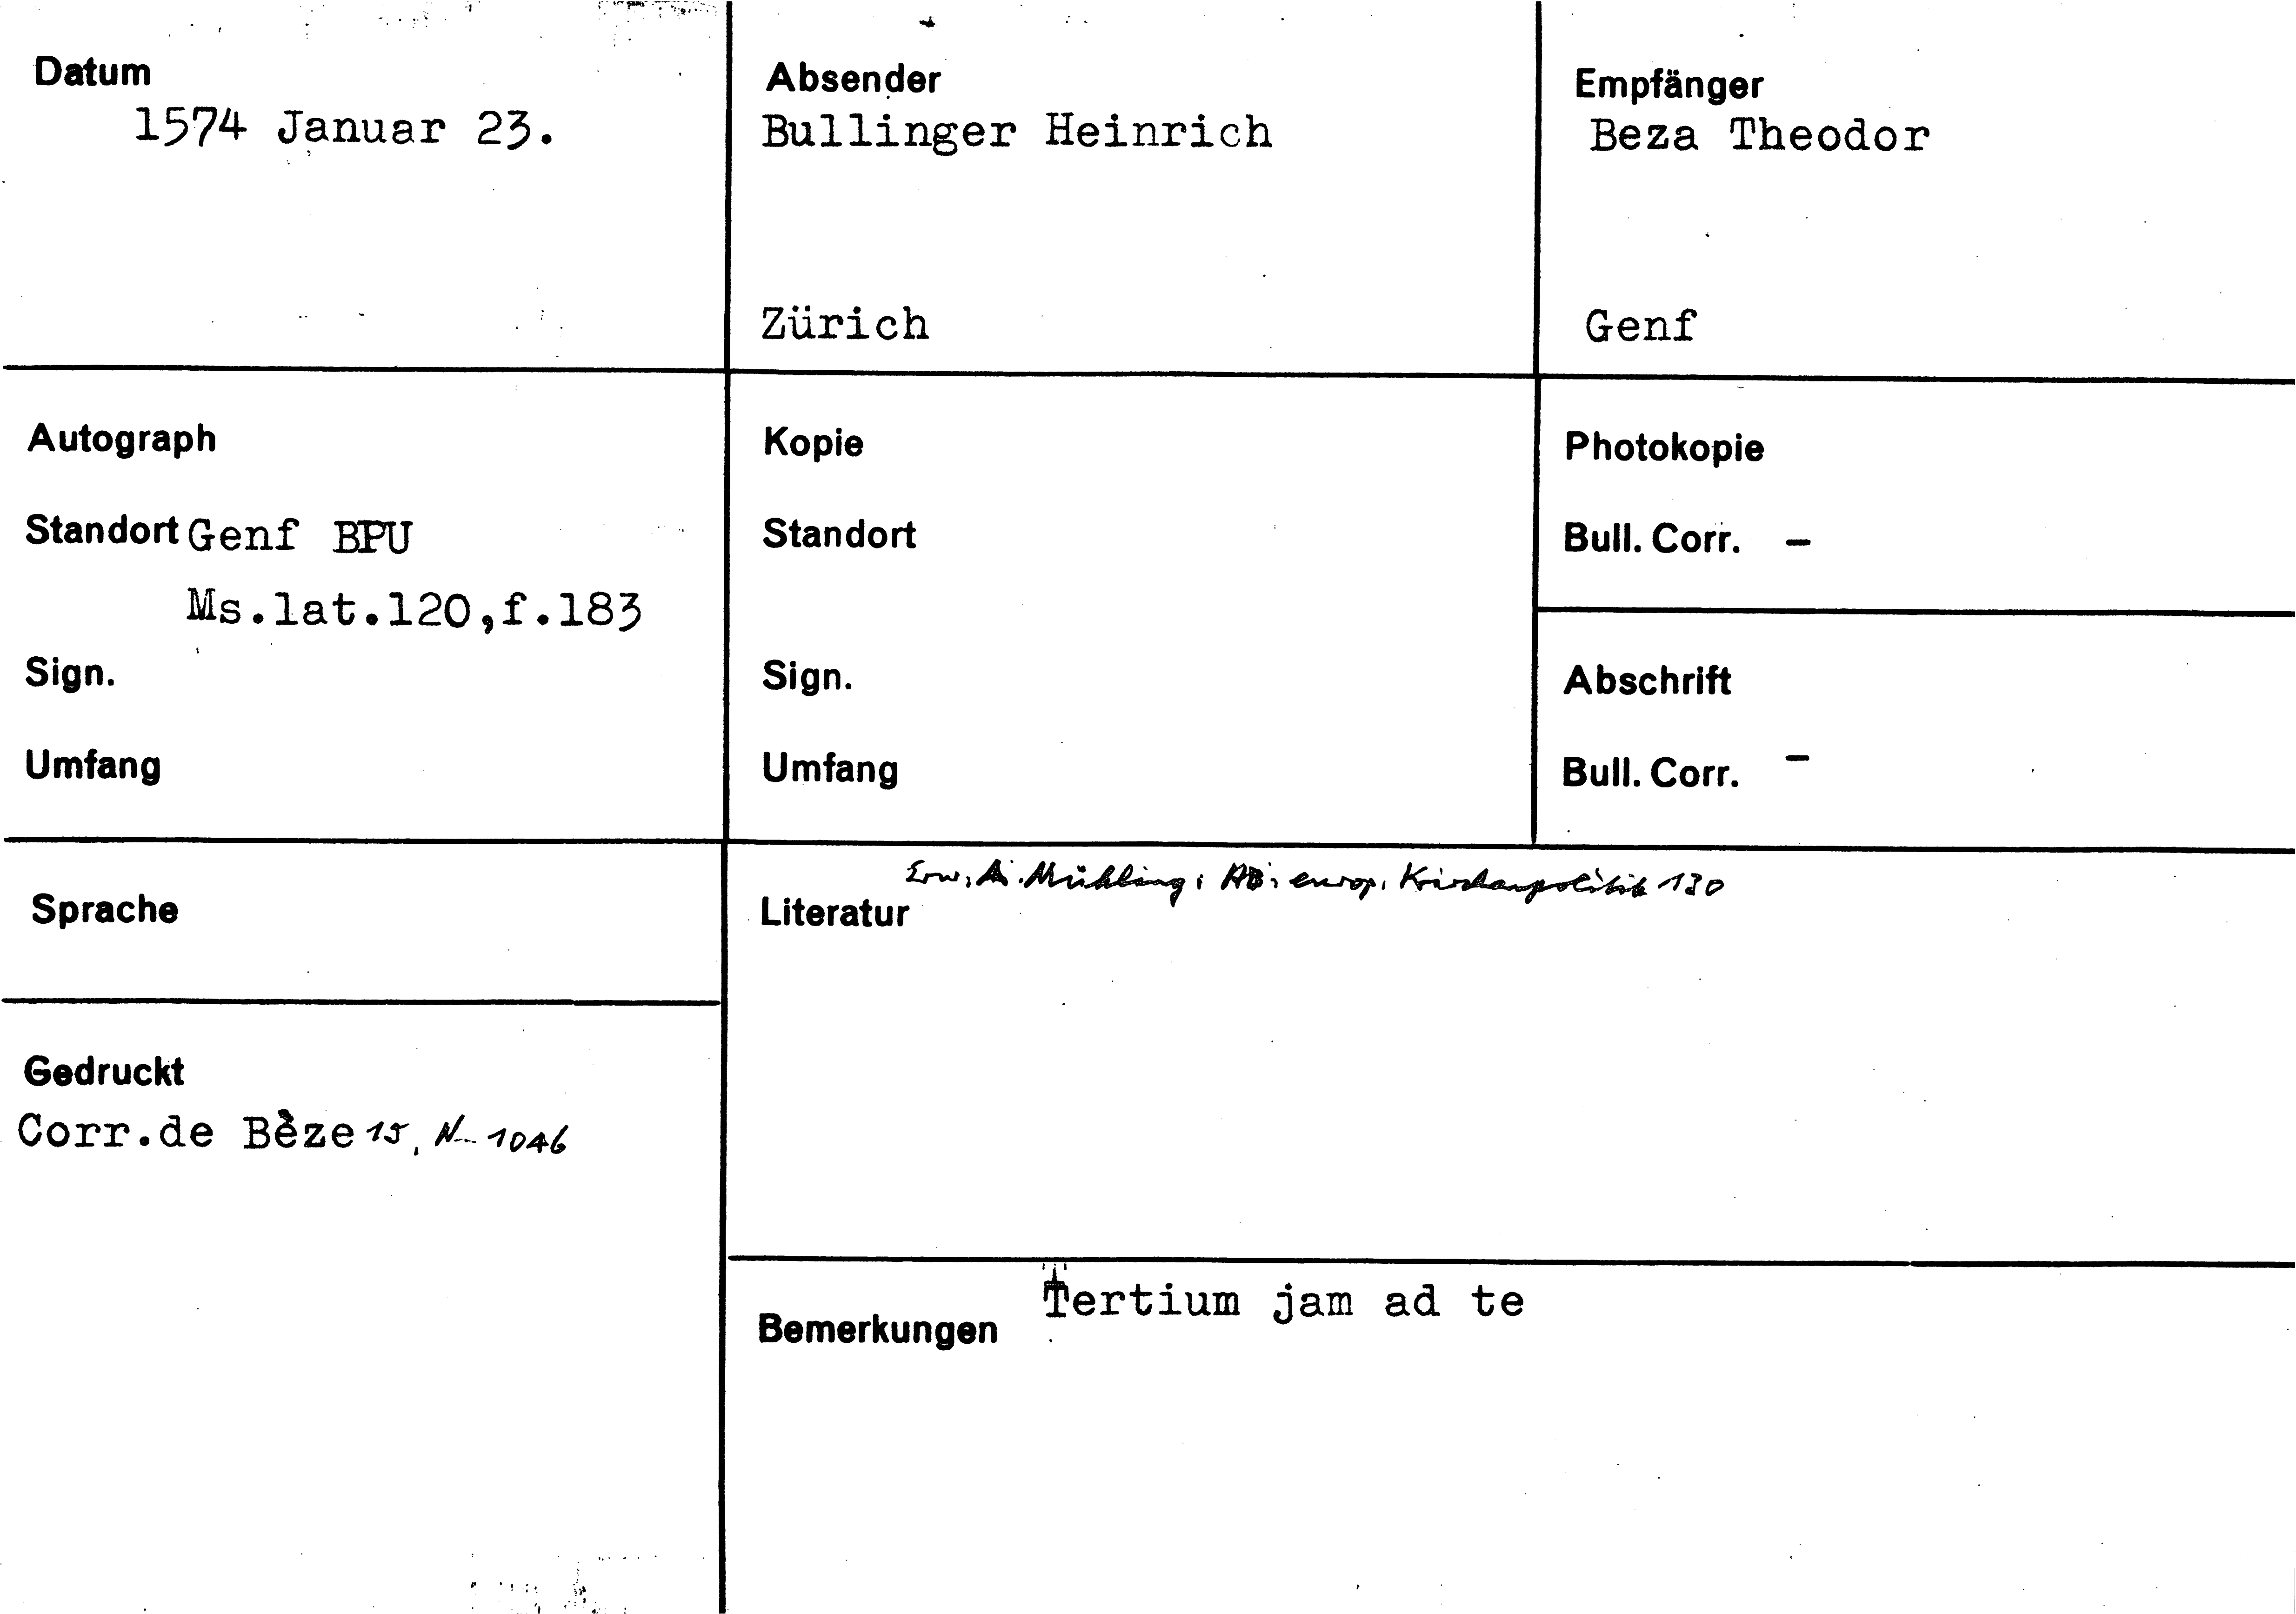 Datum
1574 Januar 23.
Absender
Bullinger Heinrich
Zürich
Empfänger
Beza Theodor
Genf
Autograph
Standort Genf BPU
Ms.lat.120,f.183
Sign.
Umfang
Kopie
Standort
Sign.
Umfang
Photokopie
Bull. Corr. –
Abschrift
Bull. Corr. –
Sprache
Gedruckt
Corr.de Bèze 15, N. 1046
Erw. A. Mühling, HB, europ. Kirchenpolitik 130
Literatur
Tertium jam ad te
Bemerkungen